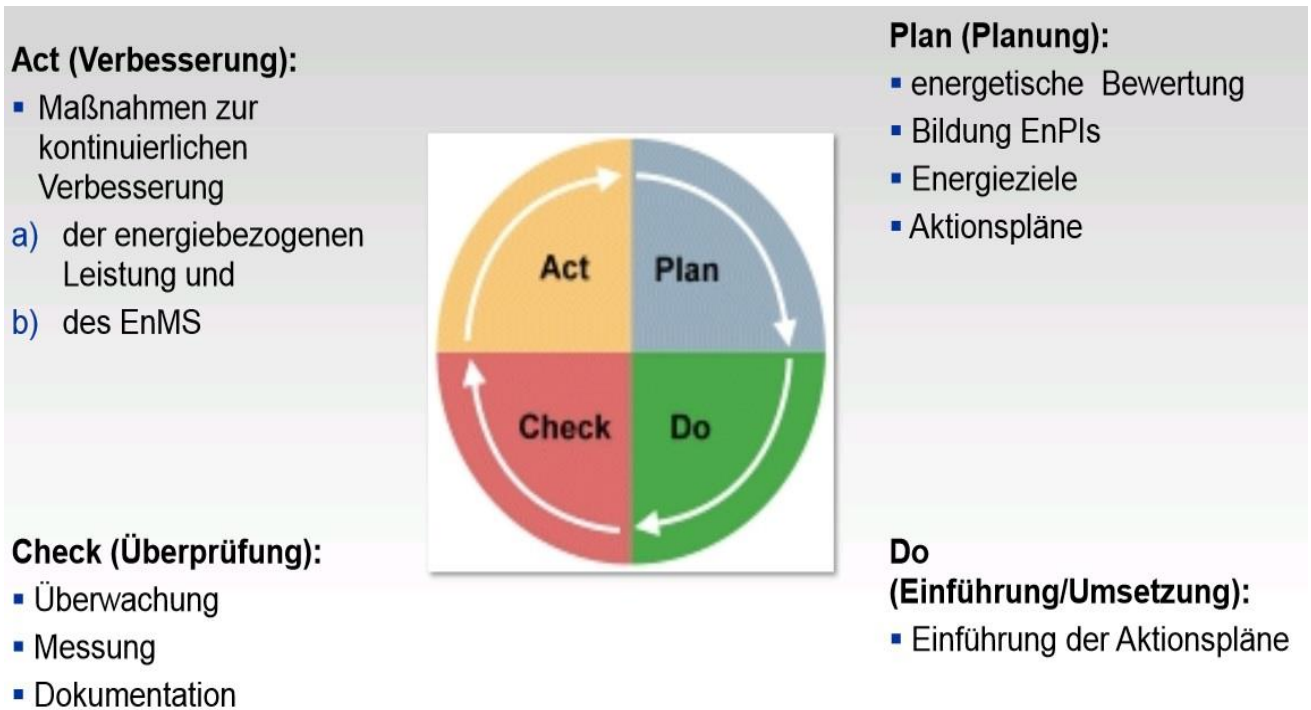 Act (Verbesserung):
▪ Maßnahmen zur
kontinuierlichen
Verbesserung
a) der energiebezogenen
Leistung und
b) des EnMS
Plan (Planung):
▪ energetische Bewertung
▪ Bildung EnPIs
▪ Energieziele
▪ Aktionspläne
Act
Plan
Check
Do
Check (Überprüfung):
▪ Überwachung
▪ Messung
▪ Dokumentation
Do
(Einführung/Umsetzung):
▪ Einführung der Aktionspläne